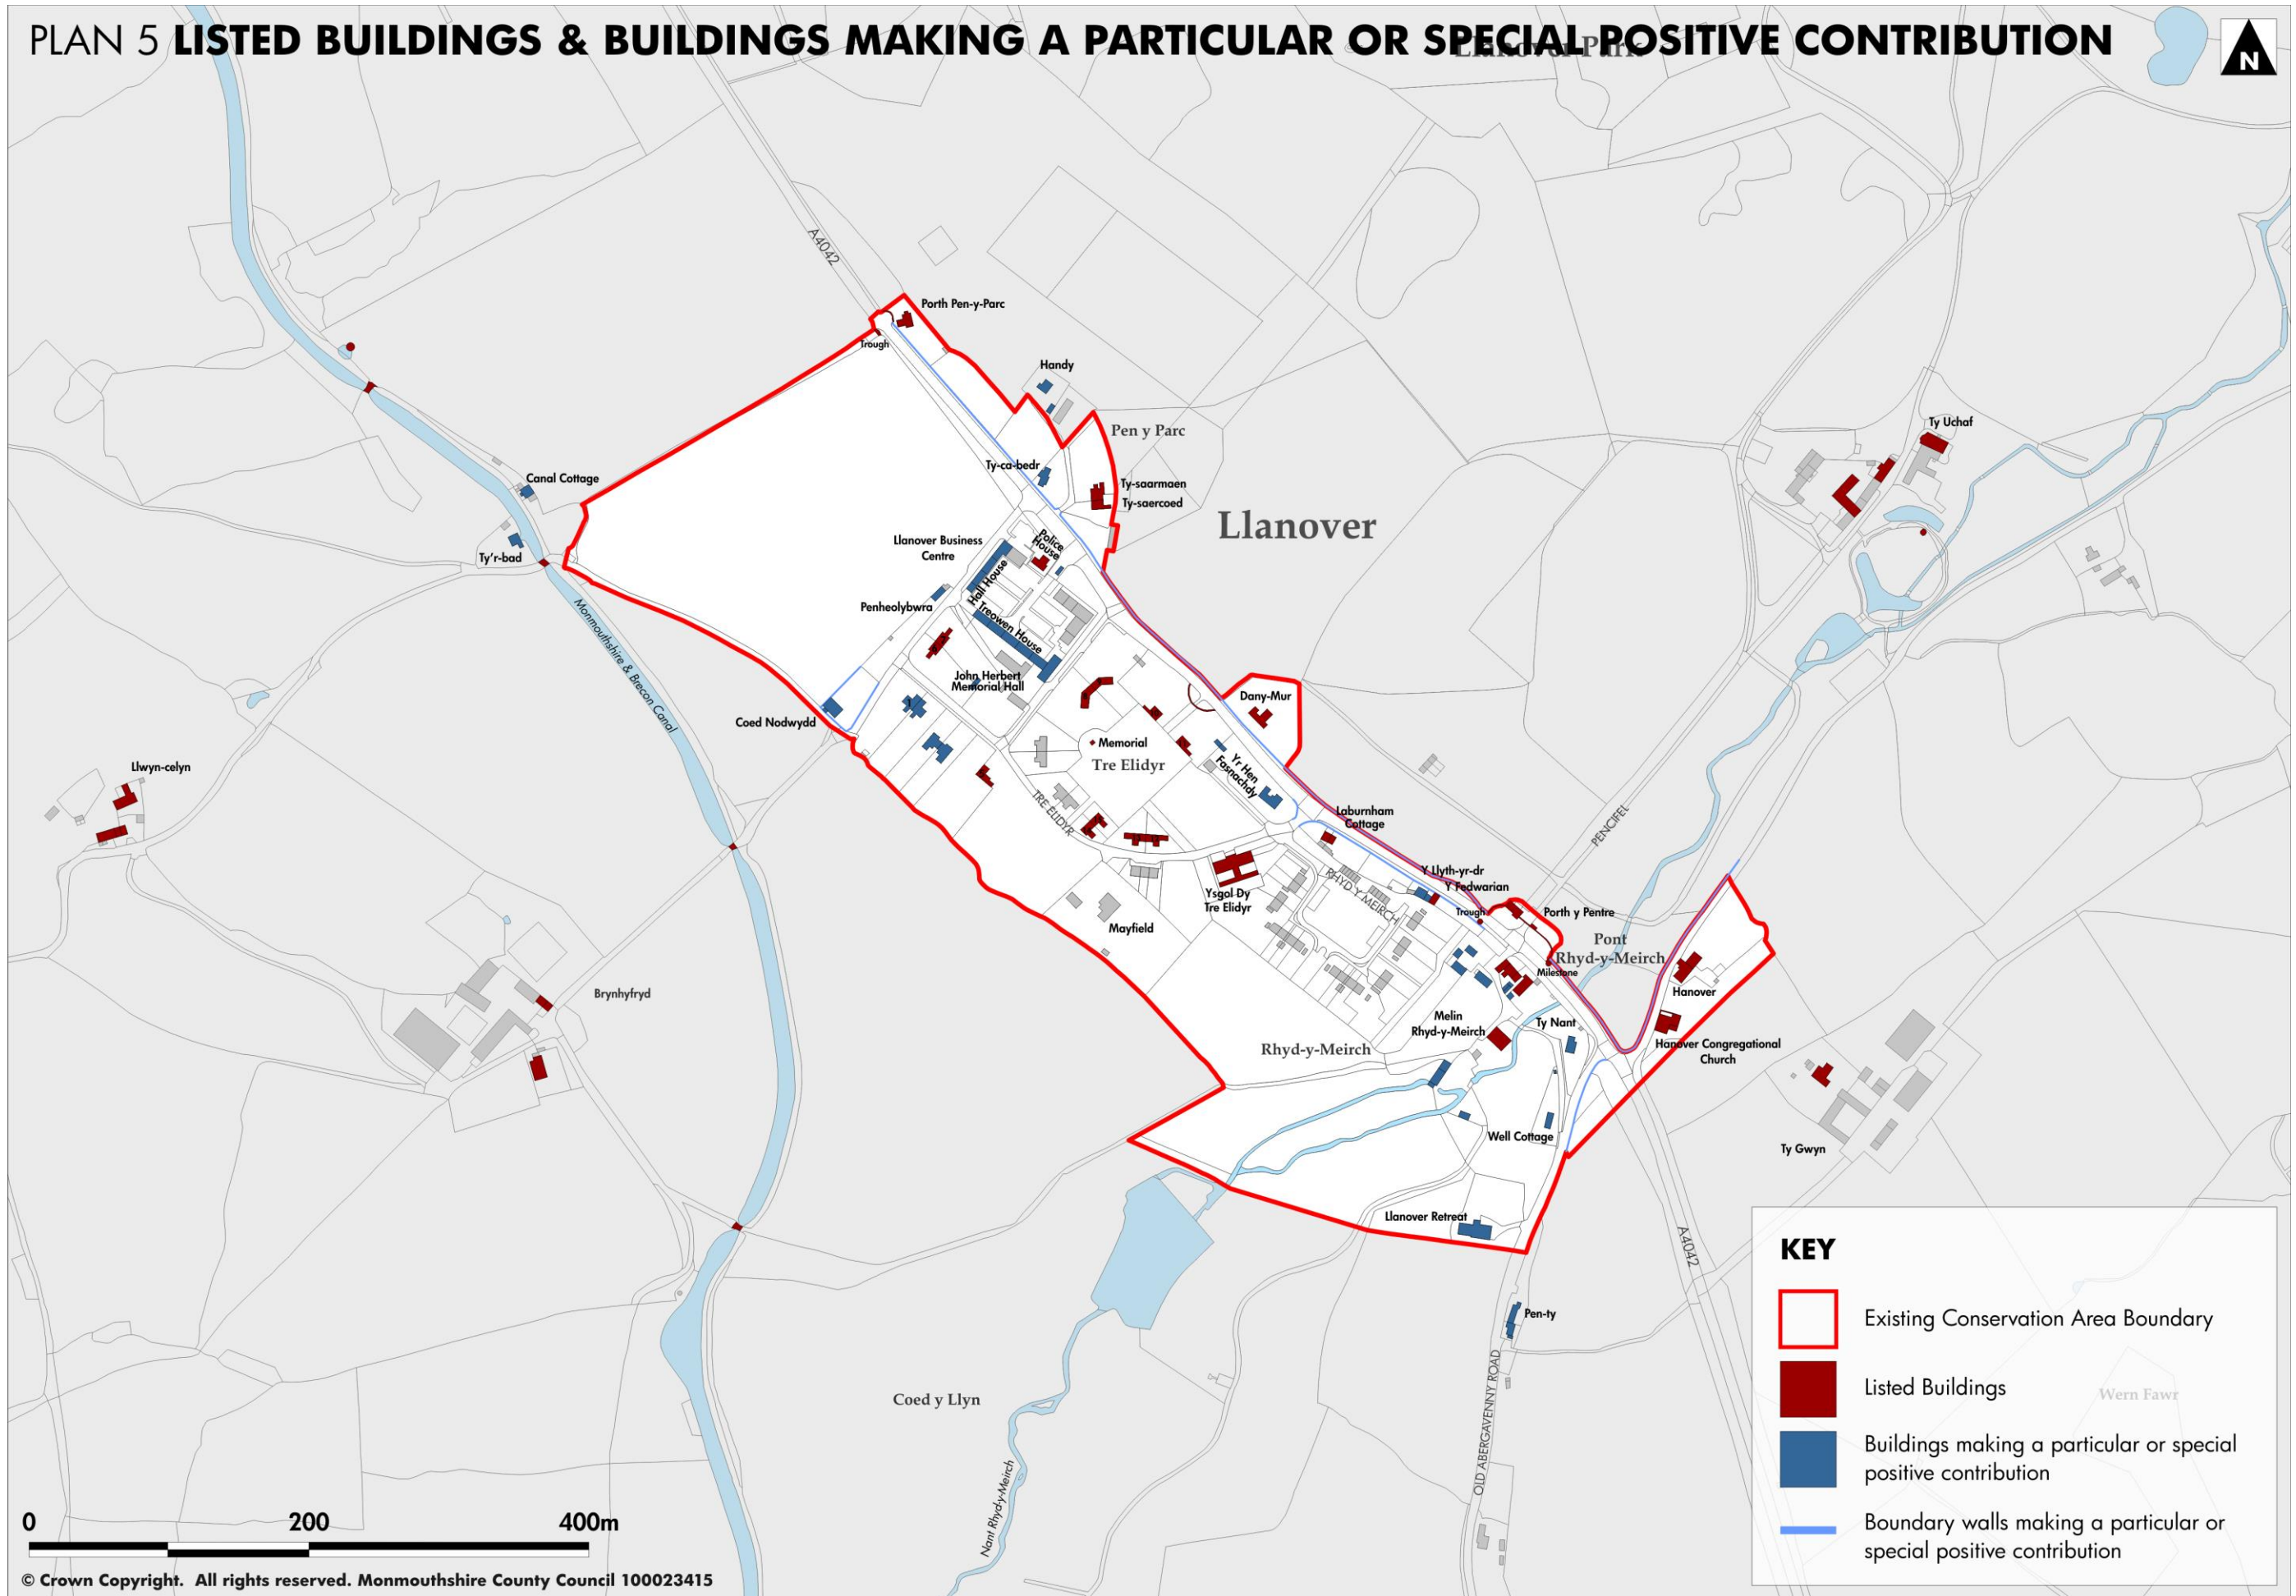 PLAN 5 LISTED BUILDINGS & BUILDINGS MAKING A PARTICULAR OR SPECIAL POSITIVE CONTRIBUTION
Llanover Park
N
A4042
Porth Pen-y-Parc
Trough
Handy
Pen y Parc
Ty-ca-bedr
Ty-saarmaen
Ty-saercoed
Ty Uchaf
Canal Cottage
Ty'r-bad
Llanover
Llanover Business
Centre
Police
House
Hall House
Penheolybwra
Treowen House
John Herbert
Memorial Hall
Monmouthshire & Brecon Canal
Coed Nodwydd
Dany-Mur
Memorial
Tre Elidyr
Yr Hen
Fasnachdy
TRE ELIDYR
Llwyn-celyn
Laburnham
Cottage
PENCIFEL
Y Llyth-yr-dr
Y Fedwarian
RHYD-Y-MEIRCH
Ysgol Dy
Tre Elidyr
Mayfield
Trough
Porth y Pentre
Pont
Rhyd-y-Meirch
Milestone
Hanover
Brynhyfryd
Melin
Rhyd-y-Meirch
Ty Nant
Hanover Congregational
Church
Rhyd-y-Meirch
Well Cottage
Ty Gwyn
Llanover Retreat
A4042
Pen-ty
OLD ABERGAVENNY ROAD
Coed y Llyn
Nant Rhyd-y-Meirch
Wern Fawr
KEY
Existing Conservation Area Boundary
Listed Buildings
Buildings making a particular or special
positive contribution
Boundary walls making a particular or
special positive contribution
0 200 400m
© Crown Copyright. All rights reserved. Monmouthshire County Council 100023415